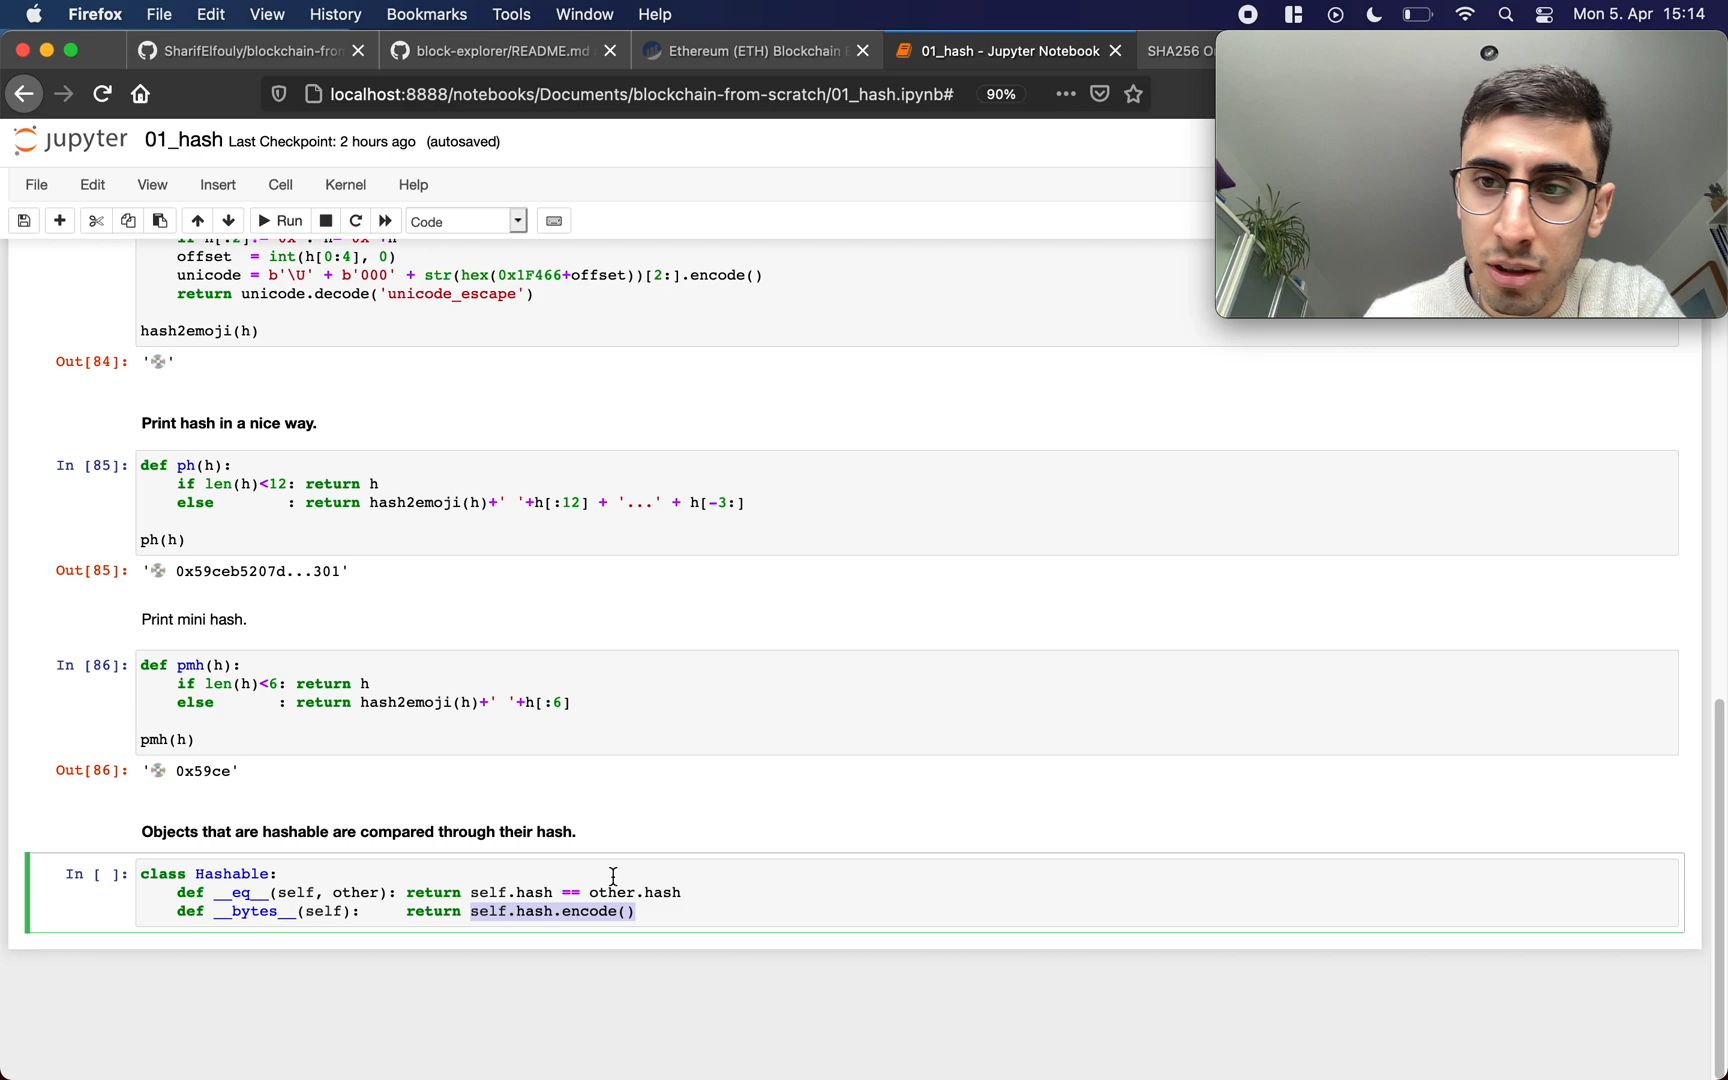 Firefox File Edit View History Bookmarks Tools Window Help Mon 5. Apr 15:14
SharifElfouly/blockchain-from block-explorer/README.md Ethereum (ETH) Blockchain 01_hash - Jupyter Notebook SHA256
localhost:8888/notebooks/Documents/blockchain-from-scratch/01_hash.ipynb# 90%
jupyter 01_hash Last Checkpoint: 2 hours ago (autosaved)
File Edit View Insert Cell Kernel Help
Run Code
offset = int(h[0:4], 0)
unicode = b'\U' + b'000' + str(hex(0x1F466+offset))[2:].encode()
return unicode.decode('unicode_escape')
hash2emoji(h)
Out[84]: '💿'
Print hash in a nice way.
In [85]: def ph(h):
if len(h)<12: return h
else : return hash2emoji(h)+' '+h[:12] + '...' + h[-3:]
ph(h)
Out[85]: '💿 0x59ceb5207d...301'
Print mini hash.
In [86]: def pmh(h):
if len(h)<6: return h
else : return hash2emoji(h)+' '+h[:6]
pmh(h)
Out[86]: '💿 0x59ce'
Objects that are hashable are compared through their hash.
In [ ]: class Hashable:
def __eq__(self, other): return self.hash == other.hash
def __bytes__(self): return self.hash.encode()